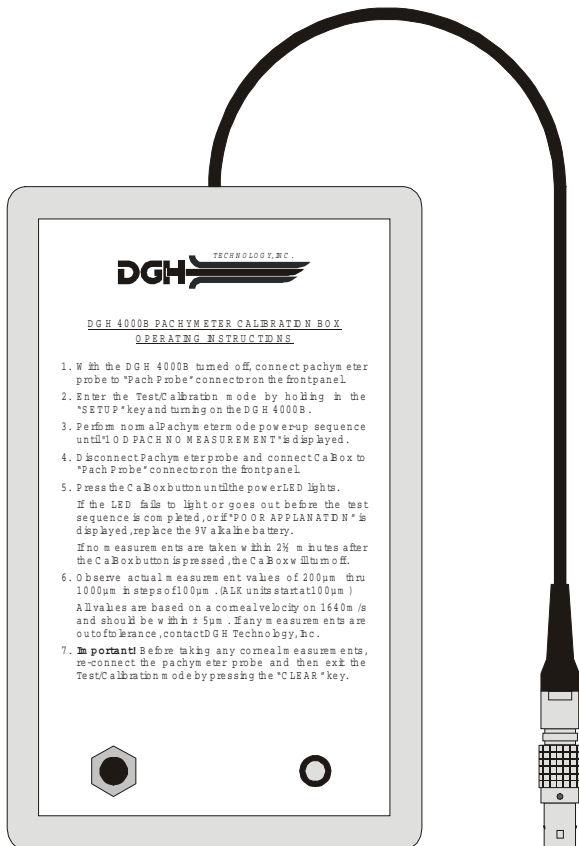 TECHNOLOGY, INC.
DGH
DGH 4000B PACHYMETER CALIBRATION BOX
OPERATING INSTRUCTIONS
1. With the DGH 4000B turned off, connect pachymeter
probe to "Pach Probe" connector on the front panel.
2. Enter the Test/Calibration mode by holding in the
"SETUP" key and turning on the DGH 4000B.
3. Perform normal Pachymeter mode power-up sequence
until "1 OD PACH NO MEASUREMENT" is displayed.
4. Disconnect Pachymeter probe and connect CalBox to
"Pach Probe" connector on the front panel.
5. Press the CalBox button until the power LED lights.
If the LED fails to light or goes out before the test
sequence is completed, or if "POOR APPLANATION" is
displayed, replace the 9V alkaline battery.
If no measurements are taken within 2½ minutes after
the CalBox button is pressed, the CalBox will turn off.
6. Observe actual measurement values of 200µm thru
1000µm in steps of 100µm. (ALK units start at 100µm)
All values are based on a corneal velocity on 1640m/s
and should be within ± 5µm. If any measurements are
out of tolerance, contact DGH Technology, Inc.
7. Important! Before taking any corneal measurements,
re-connect the pachymeter probe and then exit the
Test/Calibration mode by pressing the "CLEAR" key.